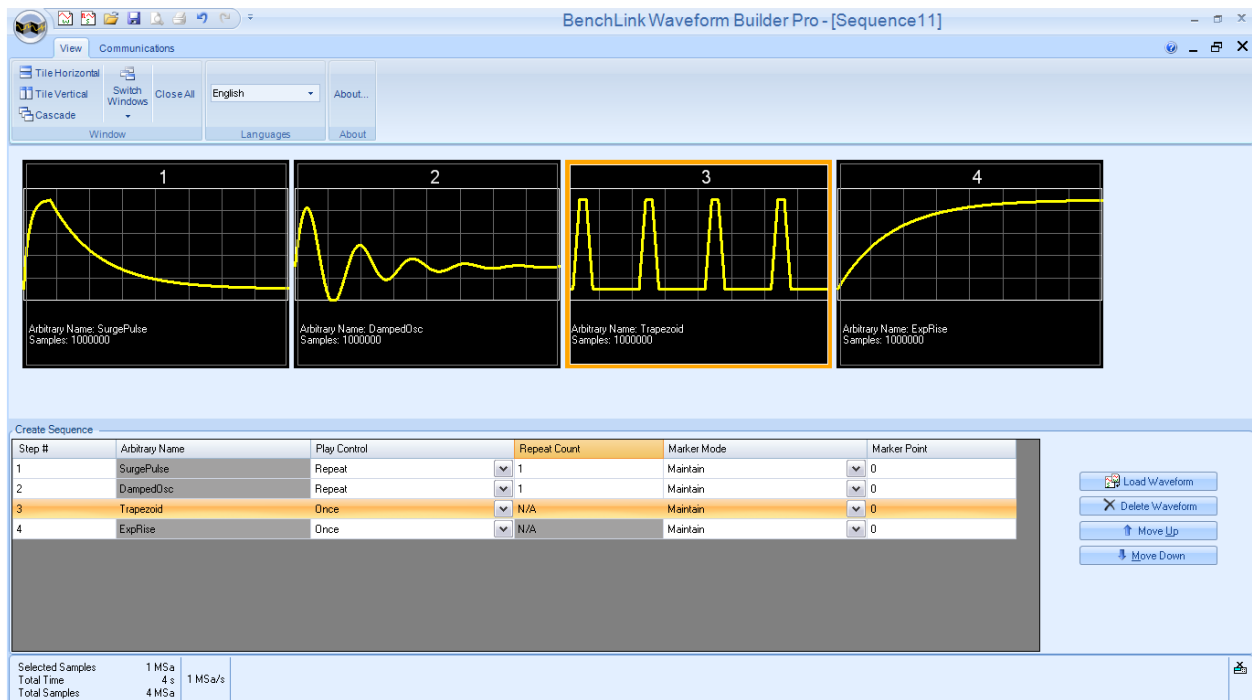 BenchLink Waveform Builder Pro - [Sequence11]
View Communications
Tile Horizontal
Tile Vertical
Cascade
Switch Windows
Close All
English
About...
Window Languages About
1 2 3 4
Arbitrary Name: SurgePulse
Samples: 1000000
Arbitrary Name: DampedOsc
Samples: 1000000
Arbitrary Name: Trapezoid
Samples: 1000000
Arbitrary Name: ExpRise
Samples: 1000000
Create Sequence
Step # Arbitrary Name Play Control Repeat Count Marker Mode Marker Point
1 SurgePulse Repeat 1 Maintain 0
2 DampedOsc Repeat 1 Maintain 0
3 Trapezoid Once N/A Maintain 0
4 ExpRise Once N/A Maintain 0
Load Waveform
Delete Waveform
Move Up
Move Down
Selected Samples 1 MSa
Total Time 4 s
Total Samples 4 MSa
1 MSa/s